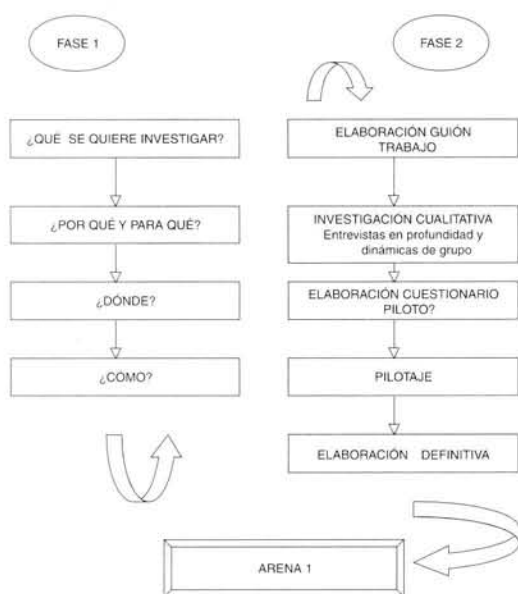 FASE 1
¿QUÉ SE QUIERE INVESTIGAR?
¿POR QUÉ Y PARA QUÉ?
¿DÓNDE?
¿COMO?
FASE 2
ELABORACIÓN GUIÓN
TRABAJO
INVESTIGACIÓN CUALITATIVA
Entrevistas en profundidad y
dinámicas de grupo
ELABORACIÓN CUESTIONARIO
PILOTO?
PILOTAJE
ELABORACIÓN DEFINITIVA
ARENA 1